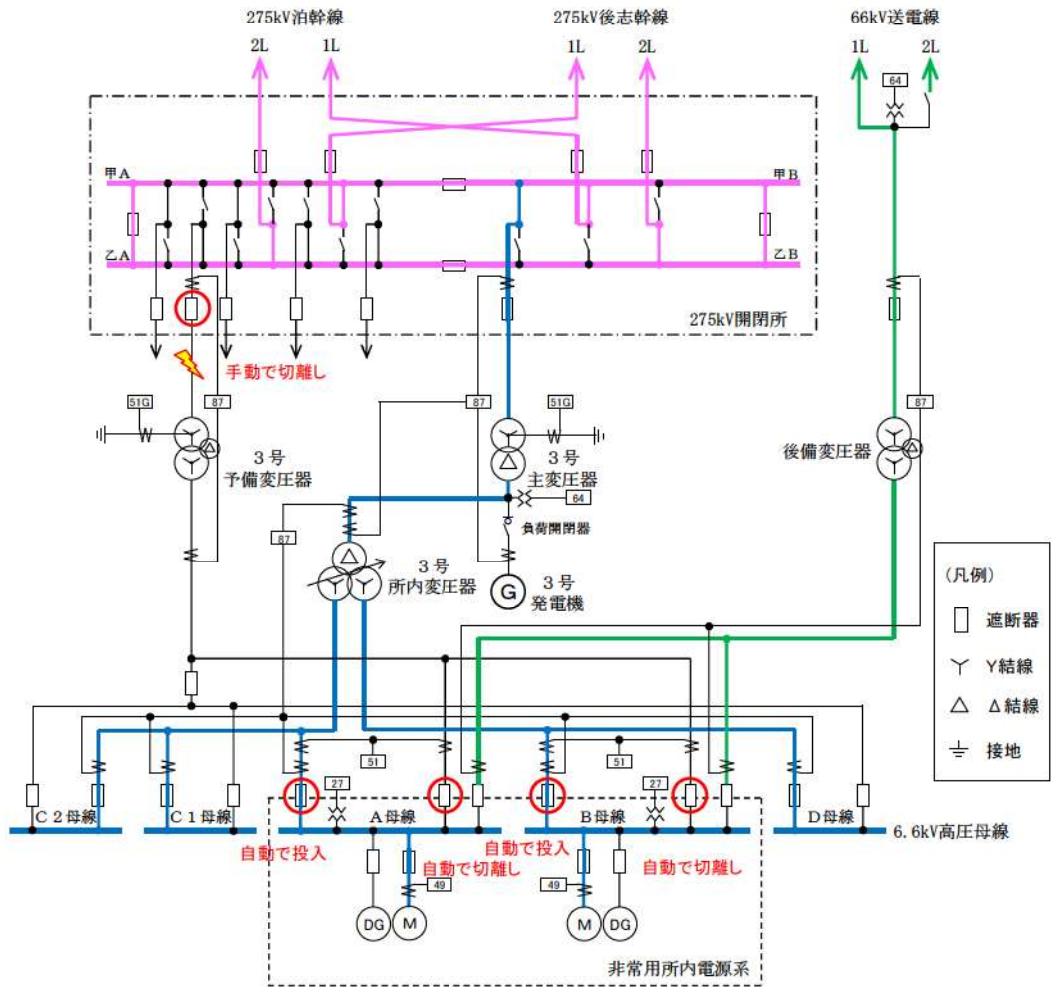 275kV泊幹線
275kV後志幹線
66kV送電線
2L
1L
1L
2L
1L
2L
64
甲A
甲B
乙A
乙B
275kV開閉所
手動で切離し
51G
87
87
51G
87
3号
予備変圧器
3号
主変圧器
後備変圧器
64
87
負荷開閉器
3号
所内変圧器
G
3号
発電機
(凡例)
遮断器
Y結線
Δ結線
接地
51
51
27
27
C2母線
C1母線
A母線
B母線
D母線
6.6kV高圧母線
自動で投入
自動で切離し
自動で投入
自動で切離し
49
49
DG
M
M
DG
非常用所内電源系